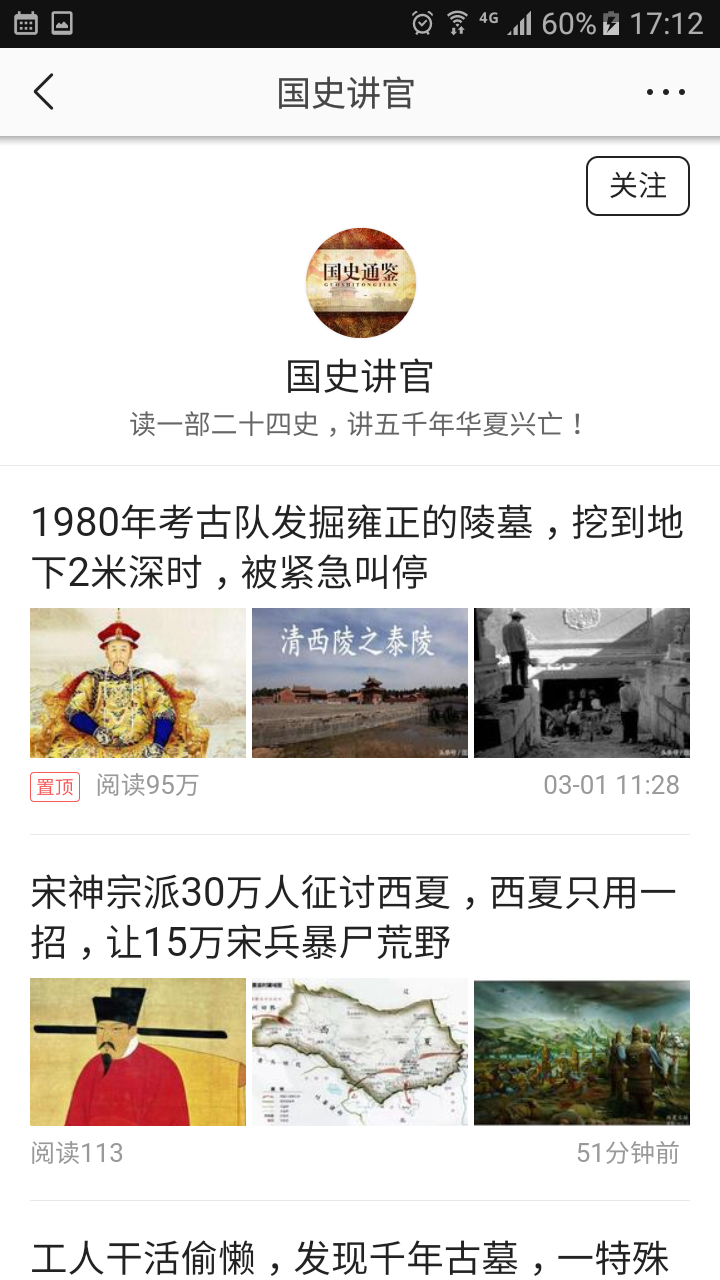 4G 60% 17:12
国史讲官
关注
国史通鉴
GUOSHITONGJIAN
国史讲官
读一部二十四史，讲五千年华夏兴亡！
1980年考古队发掘雍正的陵墓，挖到地
下2米深时，被紧急叫停
清西陵之泰陵
置顶 阅读95万 03-01 11:28
宋神宗派30万人征讨西夏，西夏只用一
招，让15万宋兵暴尸荒野
西 夏
阅读113 51分钟前
工人干活偷懒，发现千年古墓，一特殊